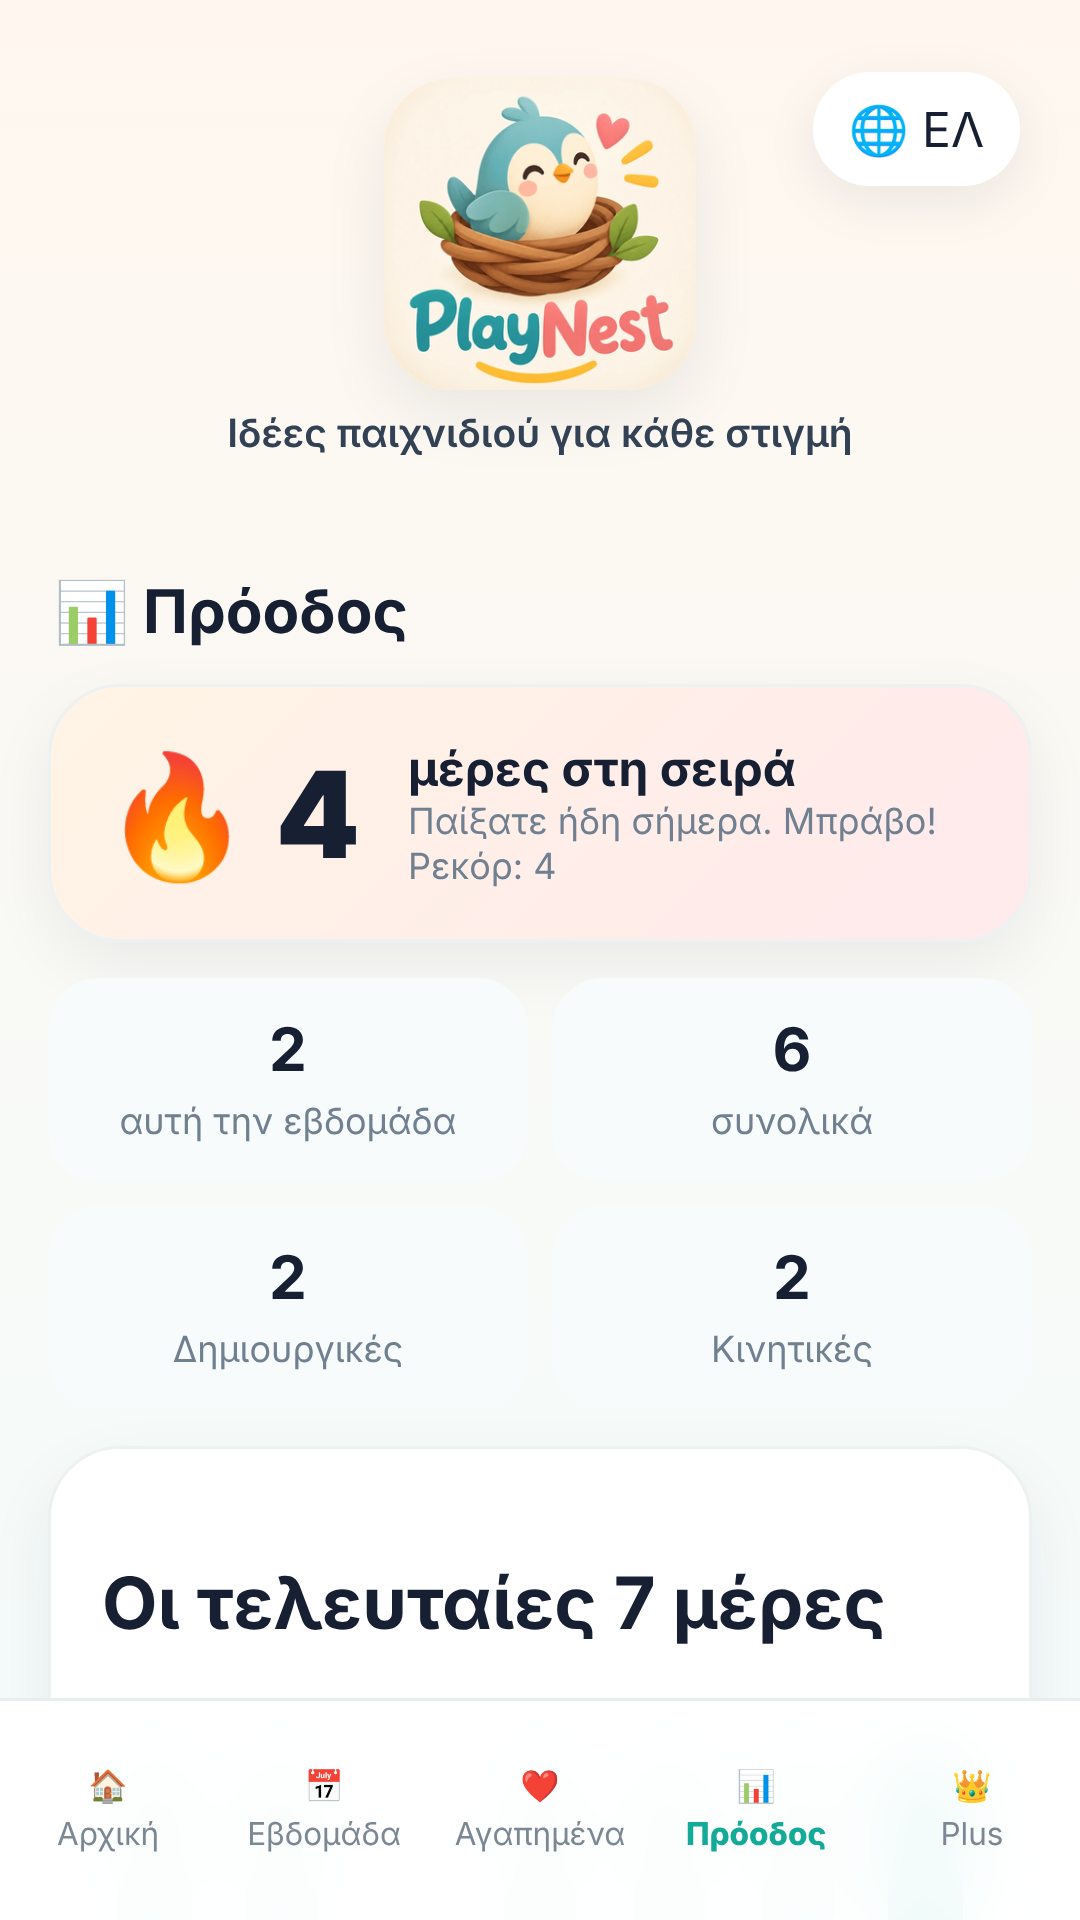 ΕΛ
PlayNest
Ιδέες παιχνιδιού για κάθε στιγμή
Πρόοδος
4
μέρες στη σειρά
Παίξατε ήδη σήμερα. Μπράβο!
Ρεκόρ: 4
2
αυτή την εβδομάδα
6
συνολικά
2
Δημιουργικές
2
Κινητικές
Οι τελευταίες 7 μέρες
July
17
Αρχική
Εβδομάδα
Αγαπημένα
Πρόοδος
Plus